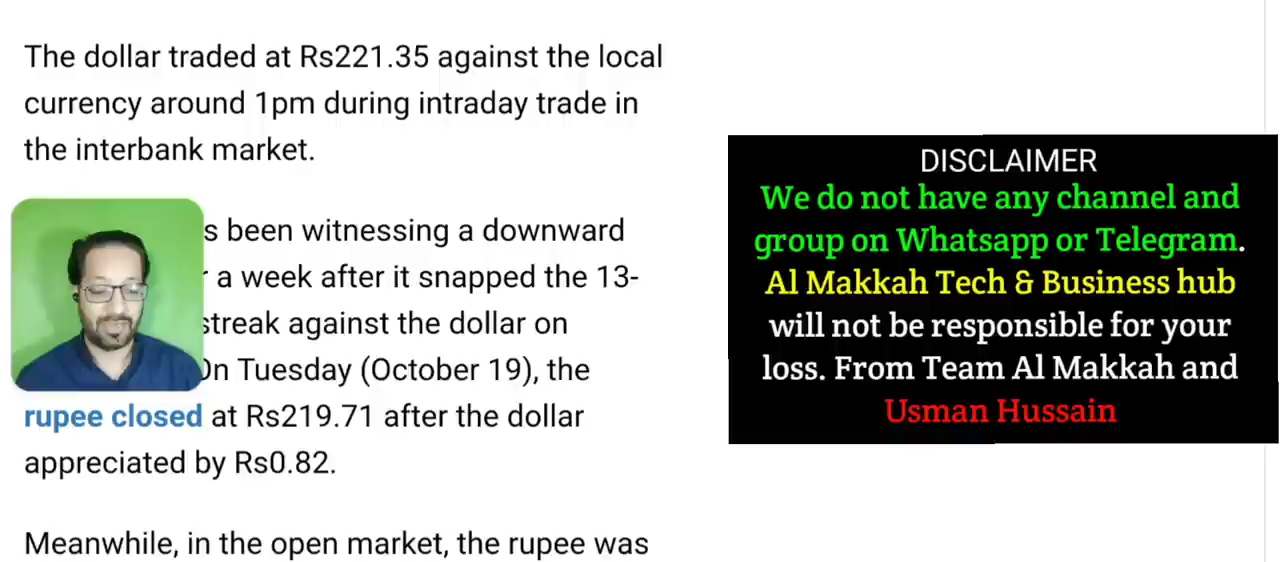 The dollar traded at Rs221.35 against the local
currency around 1pm during intraday trade in
the interbank market.
s been witnessing a downward
a week after it snapped the 13-
streak against the dollar on
On Tuesday (October 19), the
rupee closed at Rs219.71 after the dollar
appreciated by Rs0.82.
Meanwhile, in the open market, the rupee was
DISCLAIMER
We do not have any channel and
group on Whatsapp or Telegram.
Al Makkah Tech & Business hub
will not be responsible for your
loss. From Team Al Makkah and
Usman Hussain